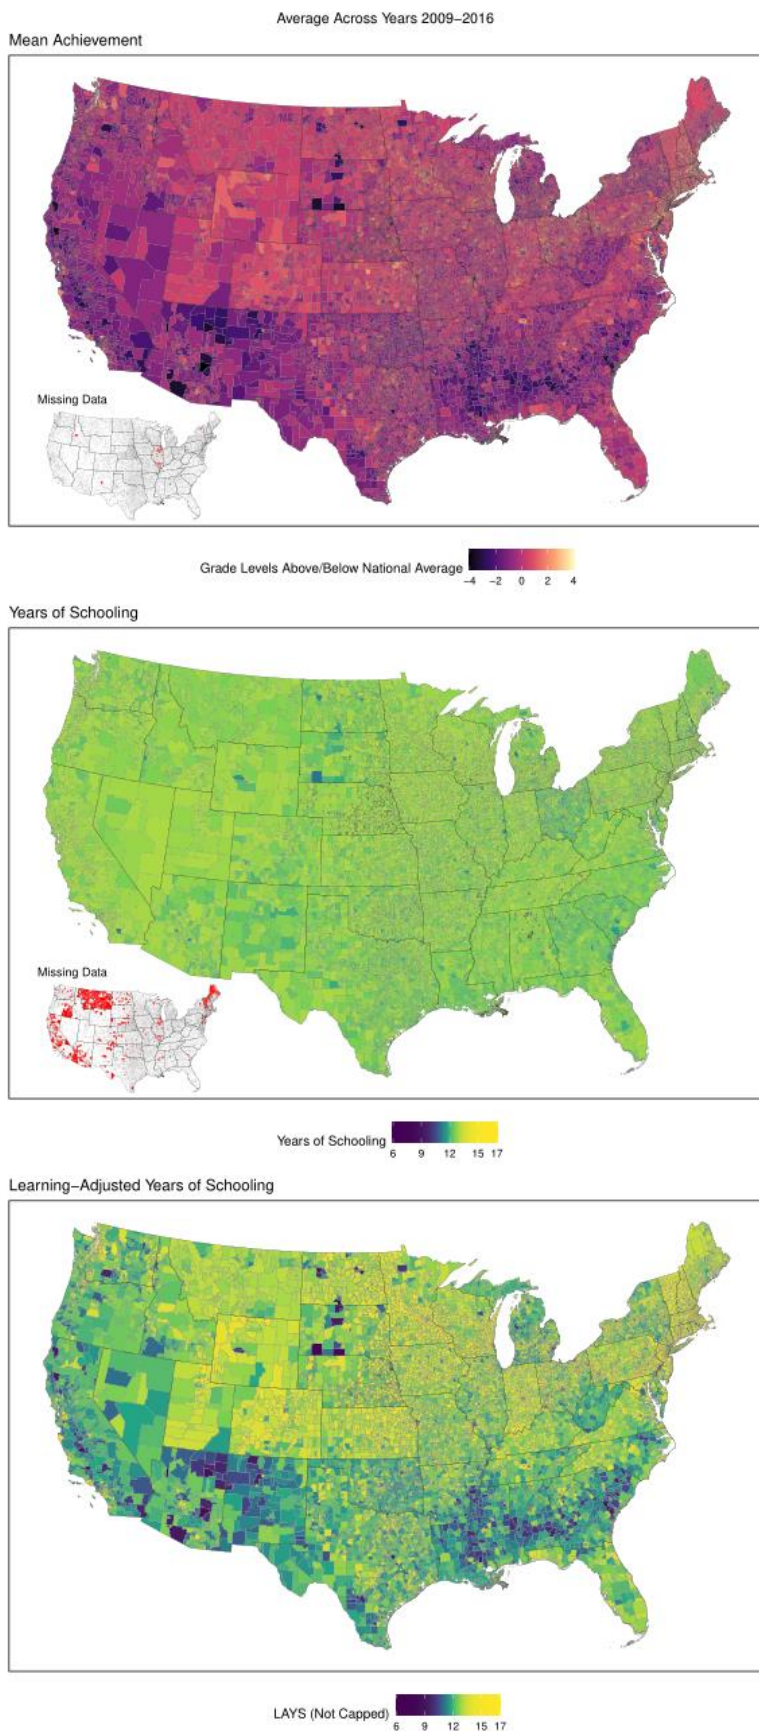 Average Across Years 2009−2016
Mean Achievement
Missing Data
Grade Levels Above/Below National Average
−4 −2 0 2 4
Years of Schooling
Missing Data
Years of Schooling
6 9 12 15 17
Learning−Adjusted Years of Schooling
LAYS (Not Capped)
6 9 12 15 17